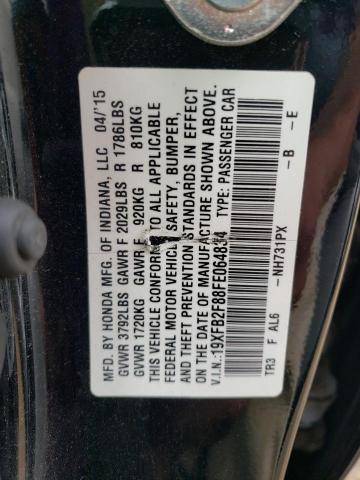 MFD. BY HONDA MFG. OF INDIANA, LLC 04/'15
GVWR 3792LBS GAWR F 2029LBS R 1786LBS
GVWR 1720KG GAWR F 920KG R 810KG
THIS VEHICLE CONFORMS TO ALL APPLICABLE
FEDERAL MOTOR VEHICLE SAFETY, BUMPER,
AND THEFT PREVENTION STANDARDS IN EFFECT
ON THE DATE OF MANUFACTURE SHOWN ABOVE.
V.I.N.:19XFB2F88FE064834 TYPE: PASSENGER CAR
TR3 F AL6 -NH731PX -B -E